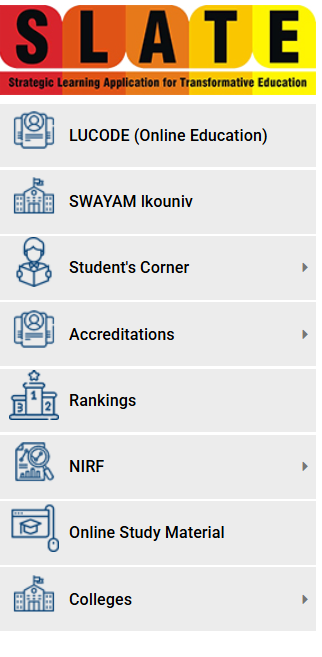 SLATE
Strategic Learning Application for Transformative Education
LUCODE (Online Education)
SWAYAM lkouniv
Student's Corner
Accreditations
1 2 3
Rankings
NIRF
Online Study Material
Colleges